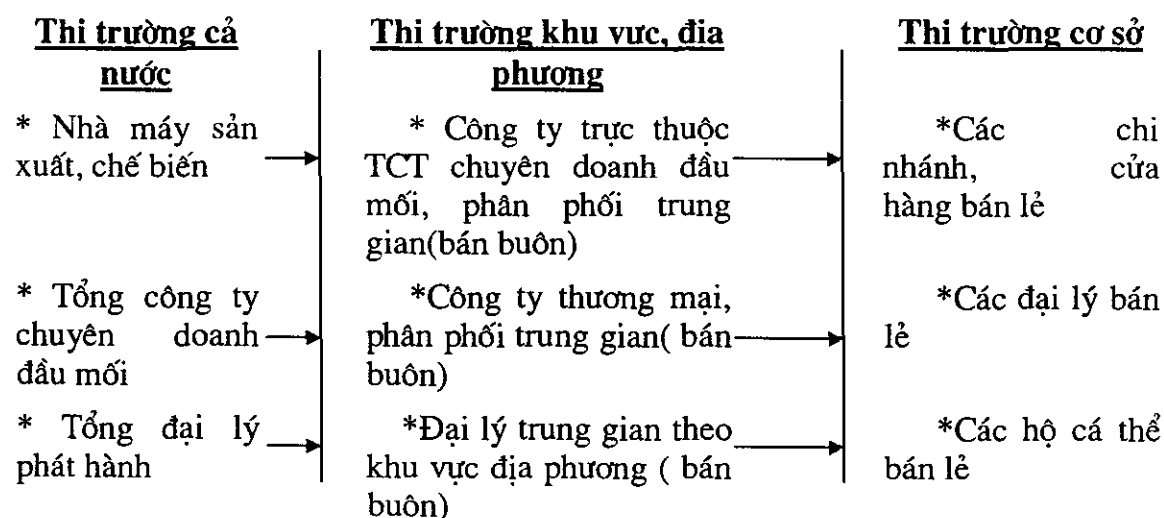 Thi trường cả
nước
* Nhà máy sản
xuất, chế biến
* Tổng công ty
chuyên doanh
đầu mối
* Tổng đại lý
phát hành
Thi trường khu vưc, đia
phương
* Công ty trực thuộc
TCT chuyên doanh đầu
mối, phân phối trung
gian(bán buôn)
*Công ty thương mại,
phân phối trung gian( bán
buôn)
*Đại lý trung gian theo
khu vực địa phương ( bán
buôn)
Thi trường cơ sở
*Các chi
nhánh, cửa
hàng bán lẻ
*Các đại lý bán
lẻ
*Các hộ cá thể
bán lẻ